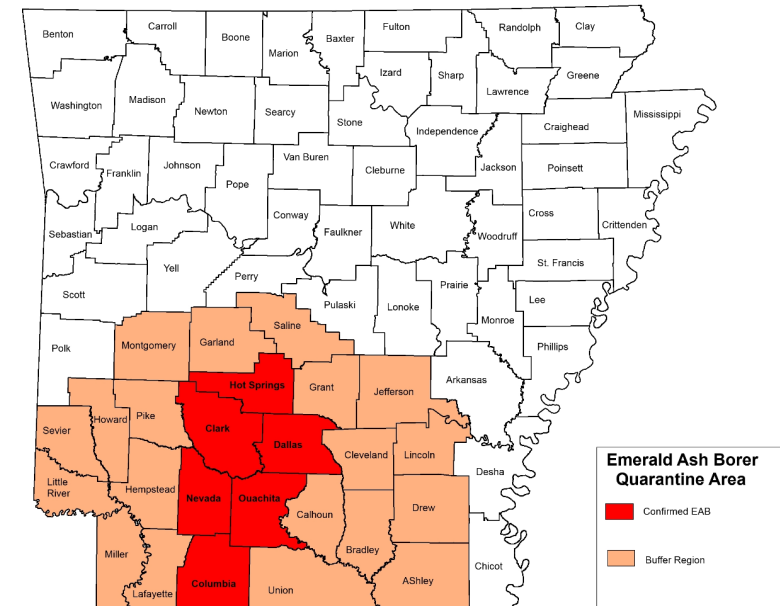 Benton
Carroll
Boone
Marion
Baxter
Fulton
Randolph
Clay
Izard
Sharp
Greene
Lawrence
Washington
Madison
Newton
Searcy
Stone
Independence
Craighead
Mississippi
Crawford
Franklin
Johnson
Pope
Van Buren
Cleburne
Jackson
Poinsett
Sebastian
Logan
Conway
Faulkner
White
Woodruff
Cross
Crittenden
Yell
Perry
St. Francis
Scott
Pulaski
Lonoke
Prairie
Lee
Monroe
Polk
Montgomery
Garland
Saline
Phillips
Hot Springs
Grant
Jefferson
Arkansas
Sevier
Howard
Pike
Clark
Dallas
Cleveland
Lincoln
Desha
Little
River
Hempstead
Nevada
Ouachita
Calhoun
Drew
Bradley
Miller
Lafayette
Columbia
Union
AShley
Chicot
Emerald Ash Borer
Quarantine Area
Confirmed EAB
Buffer Region